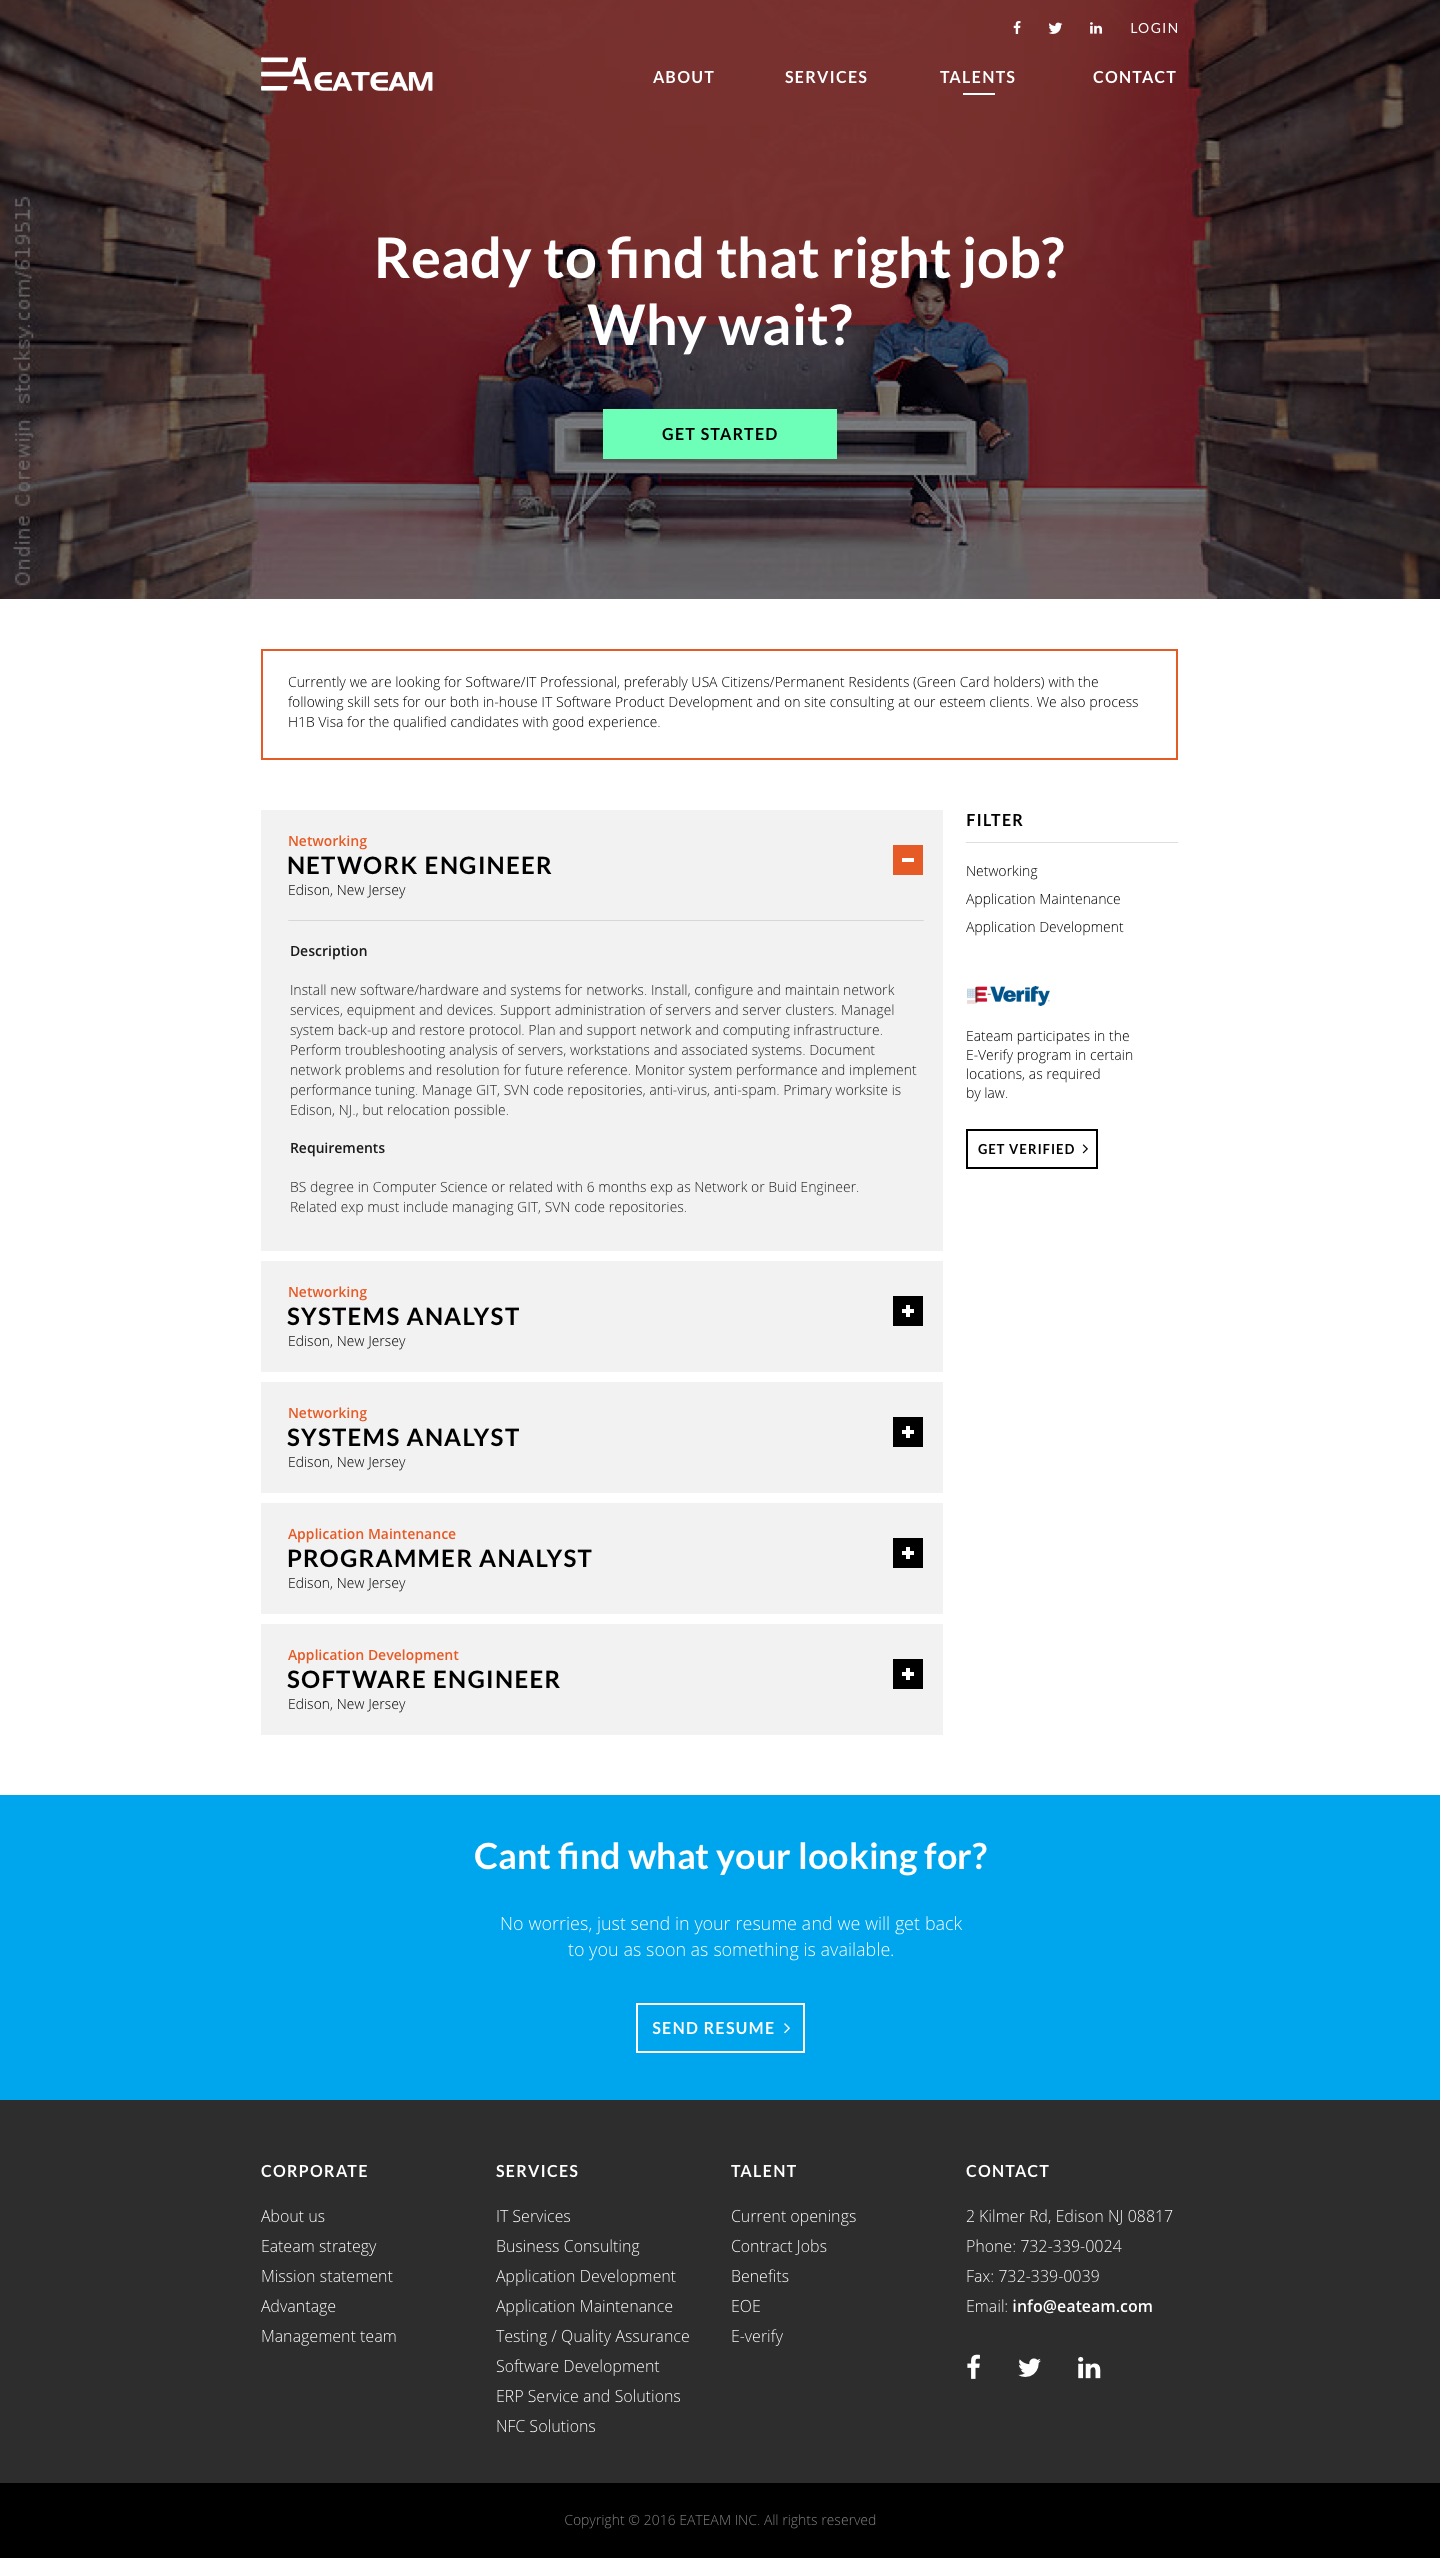 LOGIN
EATEAM
ABOUT SERVICES TALENTS CONTACT
Ready to find that right job?
Why wait?
GET STARTED
Ondine Corewijn stocksy.com/619515
Currently we are looking for Software/IT Professional, preferably USA Citizens/Permanent Residents (Green Card holders) with the
following skill sets for our both in-house IT Software Product Development and on site consulting at our esteem clients. We also process
H1B Visa for the qualified candidates with good experience.
Networking
NETWORK ENGINEER
Edison, New Jersey
Description
Install new software/hardware and systems for networks. Install, configure and maintain network
services, equipment and devices. Support administration of servers and server clusters. Managel
system back-up and restore protocol. Plan and support network and computing infrastructure.
Perform troubleshooting analysis of servers, workstations and associated systems. Document
network problems and resolution for future reference. Monitor system performance and implement
performance tuning. Manage GIT, SVN code repositories, anti-virus, anti-spam. Primary worksite is
Edison, NJ., but relocation possible.
Requirements
BS degree in Computer Science or related with 6 months exp as Network or Buid Engineer.
Related exp must include managing GIT, SVN code repositories.
Networking
SYSTEMS ANALYST
Edison, New Jersey
Networking
SYSTEMS ANALYST
Edison, New Jersey
Application Maintenance
PROGRAMMER ANALYST
Edison, New Jersey
Application Development
SOFTWARE ENGINEER
Edison, New Jersey
FILTER
Networking
Application Maintenance
Application Development
E-Verify
Eateam participates in the
E-Verify program in certain
locations, as required
by law.
GET VERIFIED
Cant find what your looking for?
No worries, just send in your resume and we will get back
to you as soon as something is available.
SEND RESUME
CORPORATE
About us
Eateam strategy
Mission statement
Advantage
Management team
SERVICES
IT Services
Business Consulting
Application Development
Application Maintenance
Testing / Quality Assurance
Software Development
ERP Service and Solutions
NFC Solutions
TALENT
Current openings
Contract Jobs
Benefits
EOE
E-verify
CONTACT
2 Kilmer Rd, Edison NJ 08817
Phone: 732-339-0024
Fax: 732-339-0039
Email: info@eateam.com
Copyright © 2016 EATEAM INC. All rights reserved